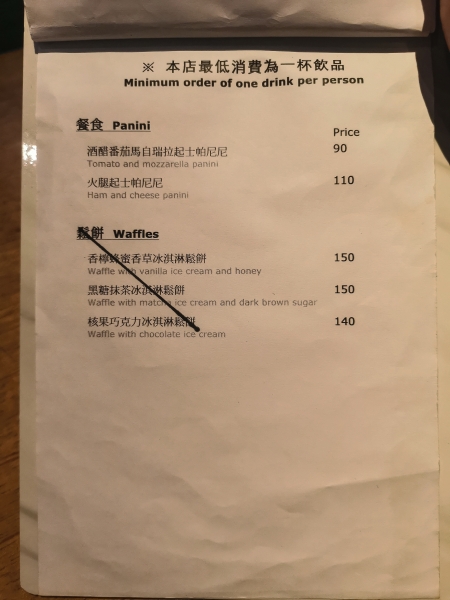 ※ 本店最低消費為一杯飲品
Minimum order of one drink per person
餐食 Panini
Price
酒醋番茄馬自瑞拉起士帕尼尼 90
Tomato and mozzarella panini
火腿起士帕尼尼 110
Ham and cheese panini
鬆餅 Waffles
香檸蜂蜜香草冰淇淋鬆餅 150
Waffle with vanilla ice cream and honey
黑糖抹茶冰淇淋鬆餅 150
Waffle with matcha ice cream and dark brown sugar
核果巧克力冰淇淋鬆餅 140
Waffle with chocolate ice cream